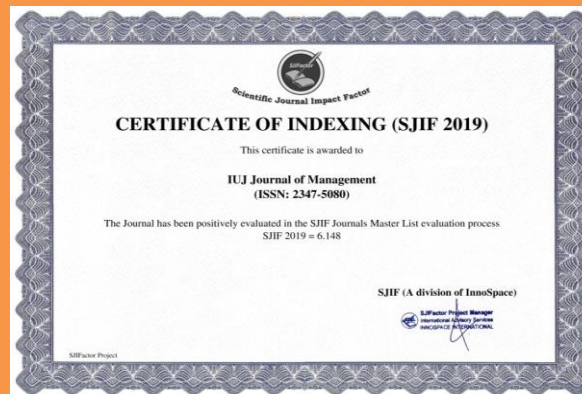 SJIFactor
Scientific Journal Impact Factor
CERTIFICATE OF INDEXING (SJIF 2019)
This certificate is awarded to
IUJ Journal of Management
(ISSN: 2347-5080)
The Journal has been positively evaluated in the SJIF Journals Master List evaluation process
SJIF 2019 = 6.148
SJIF (A division of InnoSpace)
SJIFactor Project Manager
International Advisory Services
INNOSPACE INTERNATIONAL
SJIFactor Project